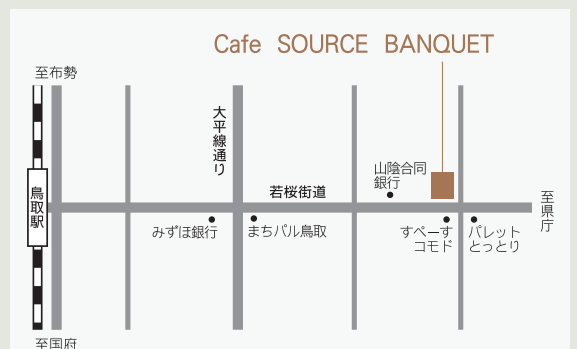 Cafe SOURCE BANQUET
至布勢
大平線通り
山陰合同
銀行
若桜街道
鳥取駅
至県庁
みずほ銀行
まちパル鳥取
すぺーす
コモド
パレット
とっとり
至国府